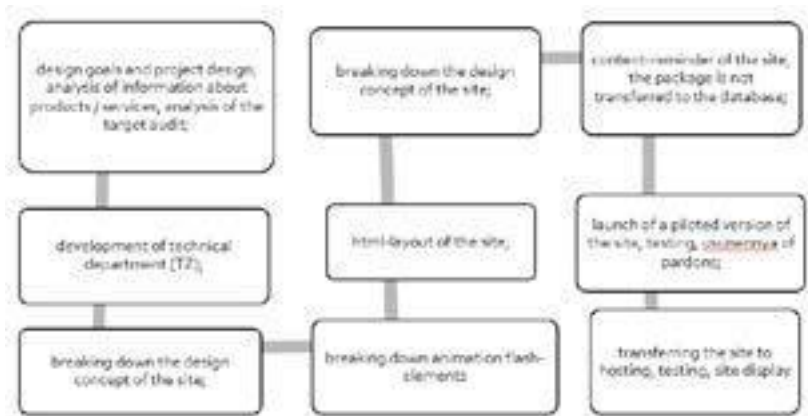 design goals and project design;
analysis of information about
products / services, analysis of the
target audit;
development of technical
department (TZ);
breaking down the design
concept of the site;
breaking down animation flash-
elements
html-layout of the site;
breaking down the design
concept of the site;
content-reminder of the site,
the package is not
transferred to the database;
launch of a piloted version of
the site, testing, of
pardons;
transferring the site to
hosting, testing, site display